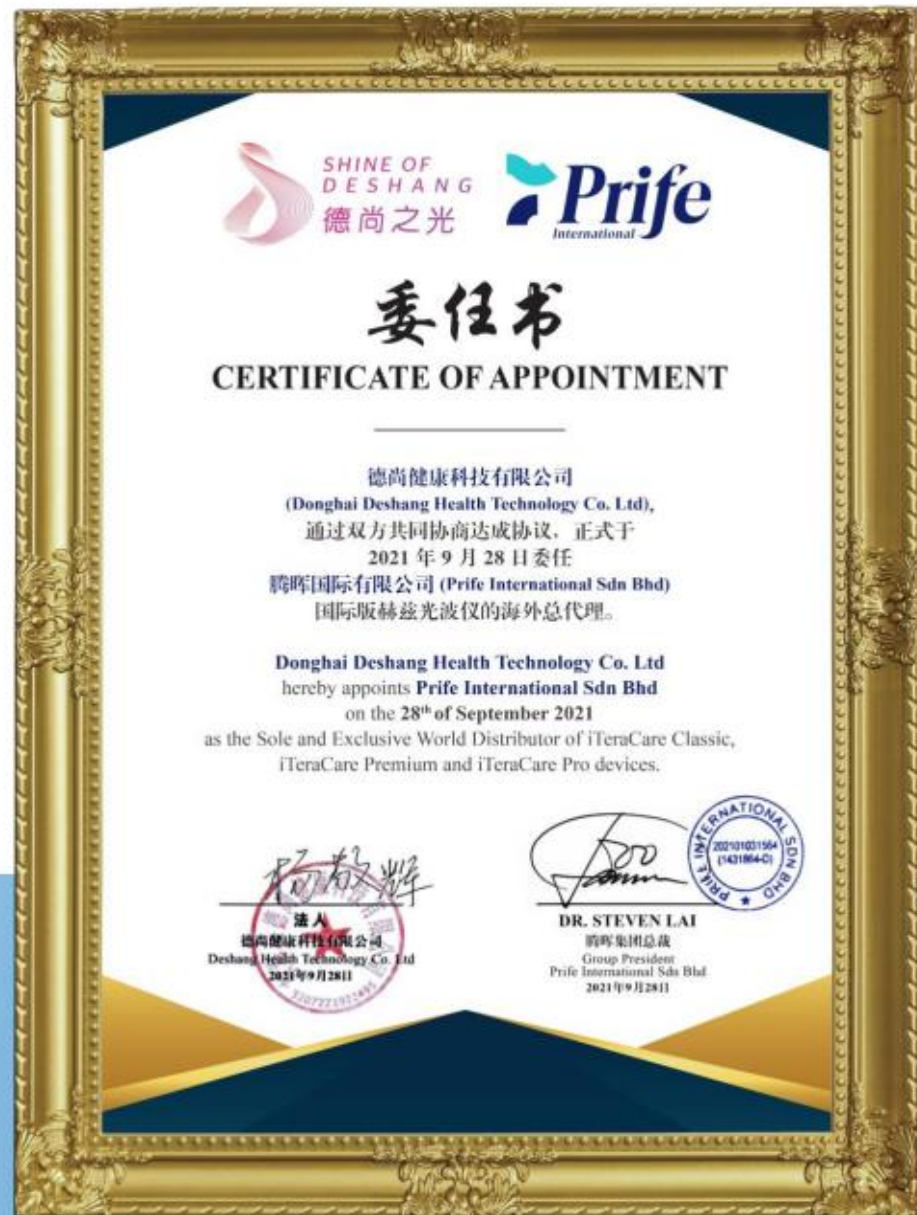 SHINE OF
DESHANG
德尚之光
Prife
International
委任书
CERTIFICATE OF APPOINTMENT
德尚健康科技有限公司
(Donghai Deshang Health Technology Co. Ltd),
通过双方共同协商达成协议，正式于
2021 年 9 月 28 日委任
腾晖国际有限公司 (Prife International Sdn Bhd)
国际版赫兹光波仪的海外总代理。
Donghai Deshang Health Technology Co. Ltd
hereby appoints Prife International Sdn Bhd
on the 28th of September 2021
as the Sole and Exclusive World Distributor of iTeraCare Classic,
iTeraCare Premium and iTeraCare Pro devices.
杨敬辉
法人
德尚健康科技有限公司
Deshang Health Technology Co. Ltd
2021年9月28日
PRIFE INTERNATIONAL SDN BHD
202101031564
(1431864-D)
DR. STEVEN LAI
腾晖集团总裁
Group President
Prife International Sdn Bhd
2021年9月28日